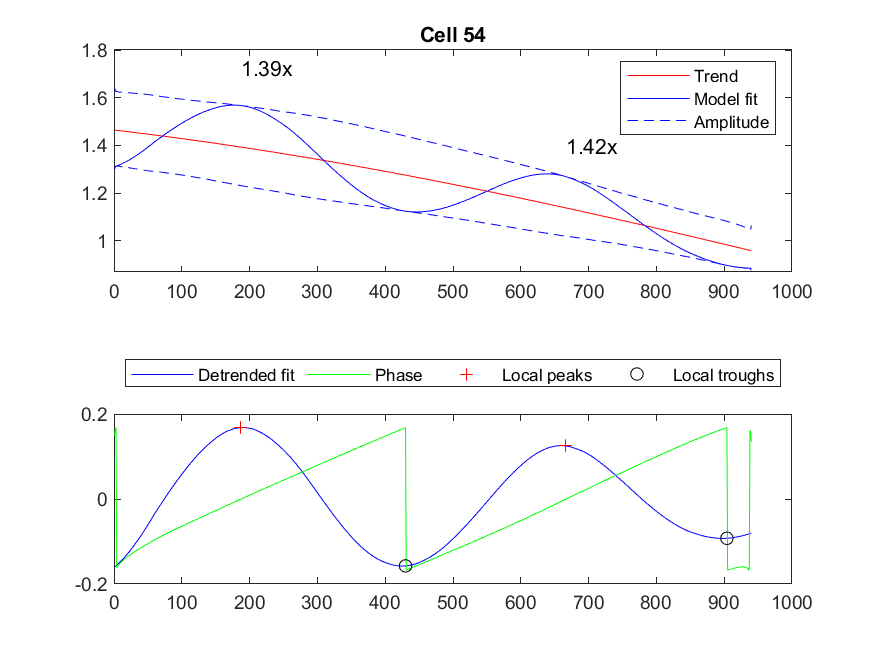 Cell 54
1.8
1.6
1.4
1.2
1
1.39x
1.42x
Trend
Model fit
Amplitude
0 100 200 300 400 500 600 700 800 900 1000
Detrended fit Phase Local peaks Local troughs
0.2
0
-0.2
0 100 200 300 400 500 600 700 800 900 1000